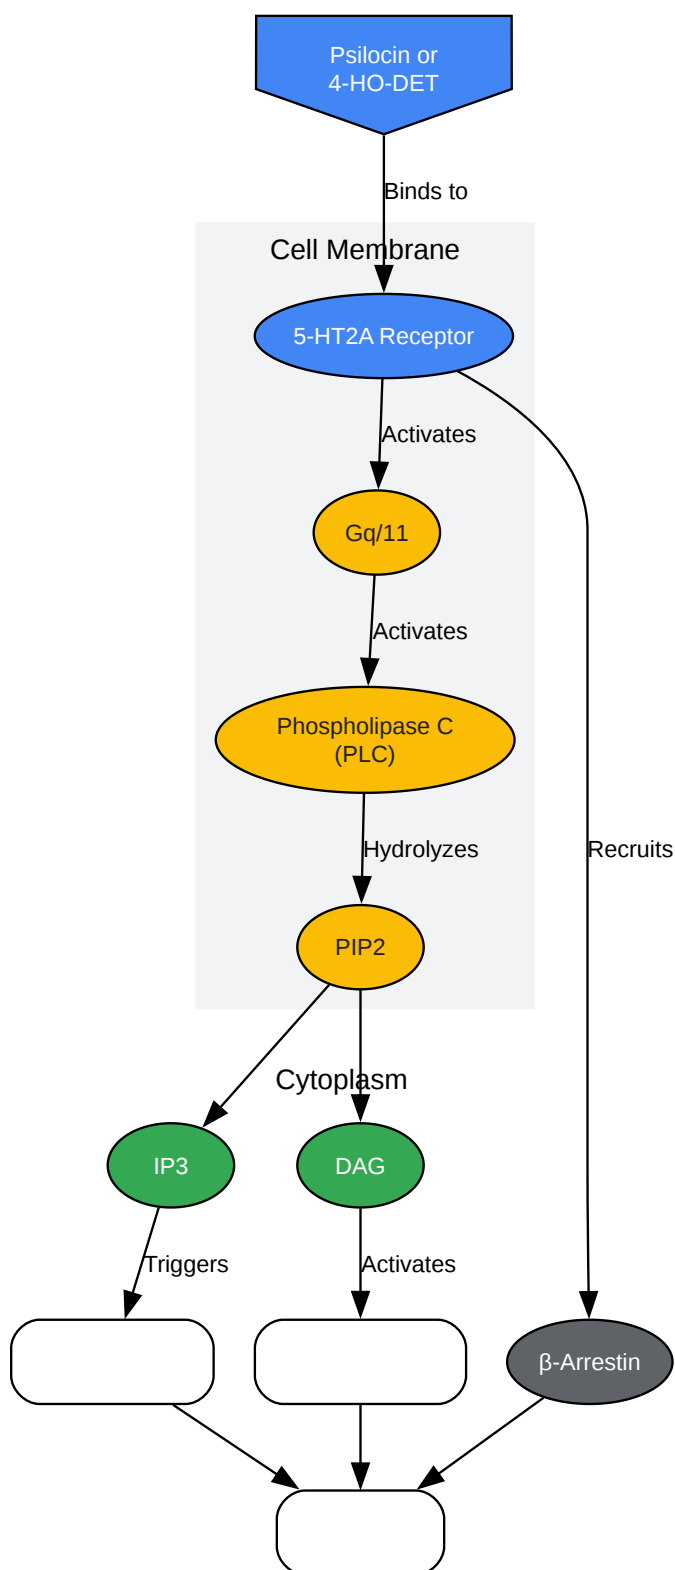 Psilocin or
4-HO-DET
Binds to
Cell Membrane
5-HT2A Receptor
Activates
Gq/11
Activates
Phospholipase C
(PLC)
Hydrolyzes
Recruits
PIP2
Cytoplasm
IP3
DAG
Triggers
Activates
β-Arrestin